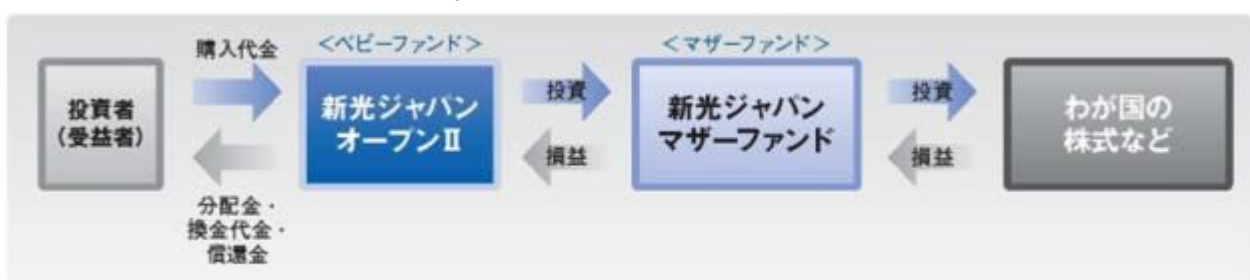 購入代金
<ベビーファンド>
<マザーファンド>
投資者
(受益者)
新光ジャパン
オープンⅡ
投資
損益
新光ジャパン
マザーファンド
投資
損益
わが国の
株式など
分配金・
換金代金・
償還金